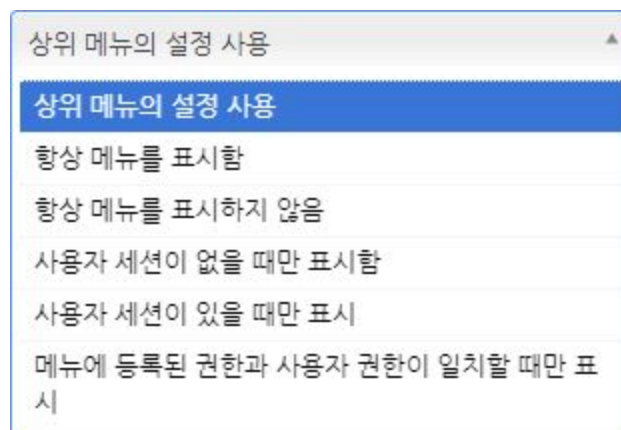 상위 메뉴의 설정 사용
상위 메뉴의 설정 사용
항상 메뉴를 표시함
항상 메뉴를 표시하지 않음
사용자 세션이 없을 때만 표시함
사용자 세션이 있을 때만 표시
메뉴에 등록된 권한과 사용자 권한이 일치할 때만 표
시